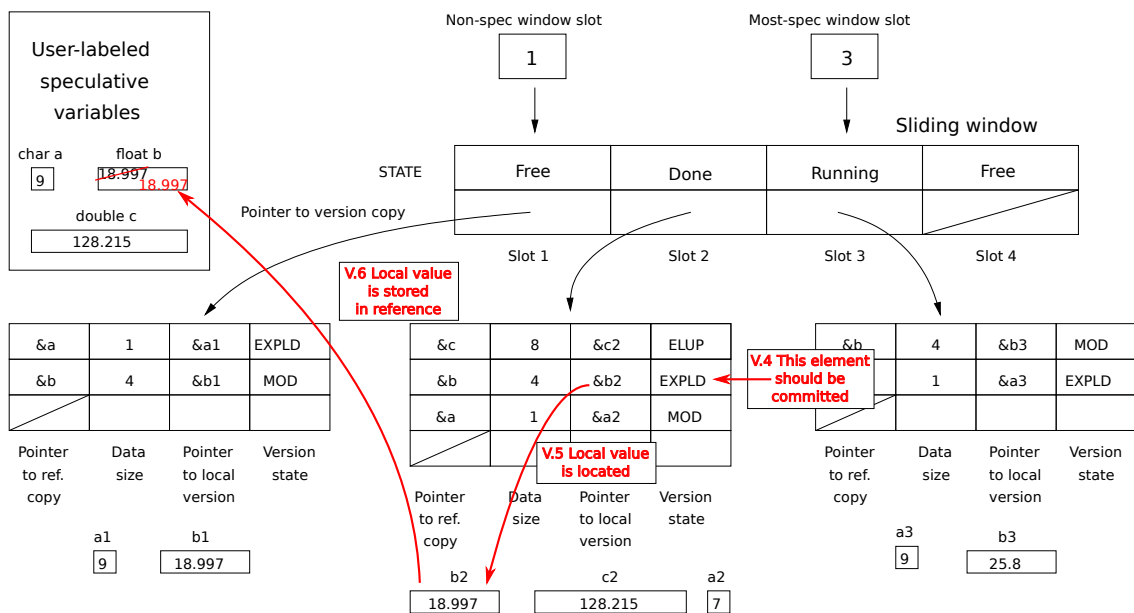 Non-spec window slot
Most-spec window slot
1
3
User-labeled
speculative
variables
char a
float b
9
18.997
18.997
double c
128.215
Sliding window
STATE
Free
Done
Running
Free
Pointer to version copy
Slot 1
Slot 2
Slot 3
Slot 4
V.6 Local value
is stored
in reference
&a
1
&a1
EXPLD
&b
4
&b1
MOD
Pointer
to ref.
copy
Data
size
Pointer
to local
version
Version
state
a1
9
b1
18.997
&c
8
&c2
ELUP
&b
4
&b2
EXPLD
&a
1
&a2
MOD
V.4 This element
should be
committed
V.5 Local value
is located
Pointer
to ref.
copy
Data
size
Pointer
to local
version
Version
state
b2
18.997
c2
128.215
a2
7
&b
4
&b3
MOD
1
&a3
EXPLD
Pointer
to ref.
copy
Data
size
Pointer
to local
version
Version
state
a3
9
b3
25.8